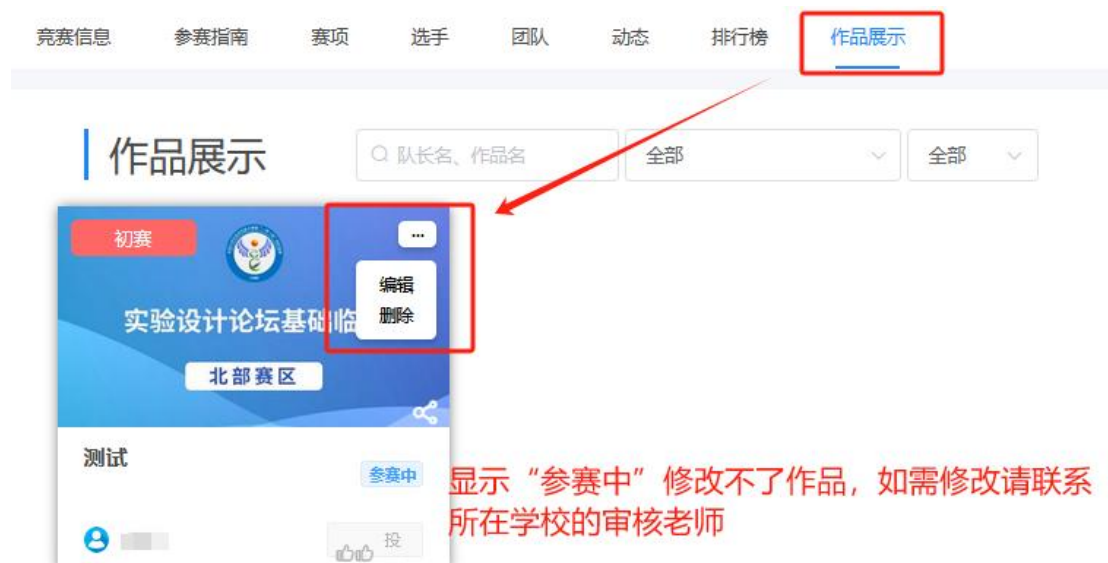 竞赛信息 参赛指南 赛项 选手 团队 动态 排行榜 作品展示
作品展示 队长名、作品名 全部 全部
初赛 ...
编辑
删除
实验设计论坛基础临
北部赛区
测试
参赛中
显示“参赛中”修改不了作品，如需修改请联系
所在学校的审核老师
投